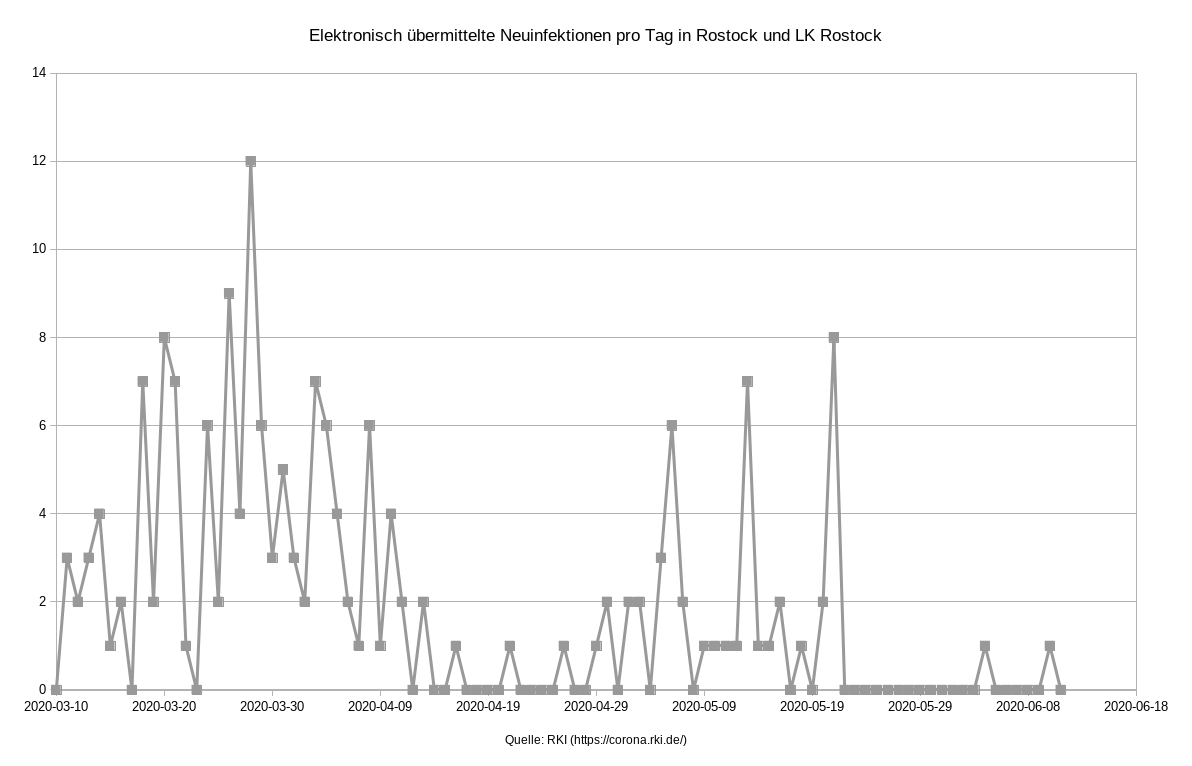 Elektronisch übermittelte Neuinfektionen pro Tag in Rostock und LK Rostock
14
12
10
8
6
4
2
0
2020-03-10 2020-03-20 2020-03-30 2020-04-09 2020-04-19 2020-04-29 2020-05-09 2020-05-19 2020-05-29 2020-06-08 2020-06-18
Quelle: RKI (https://corona.rki.de/)